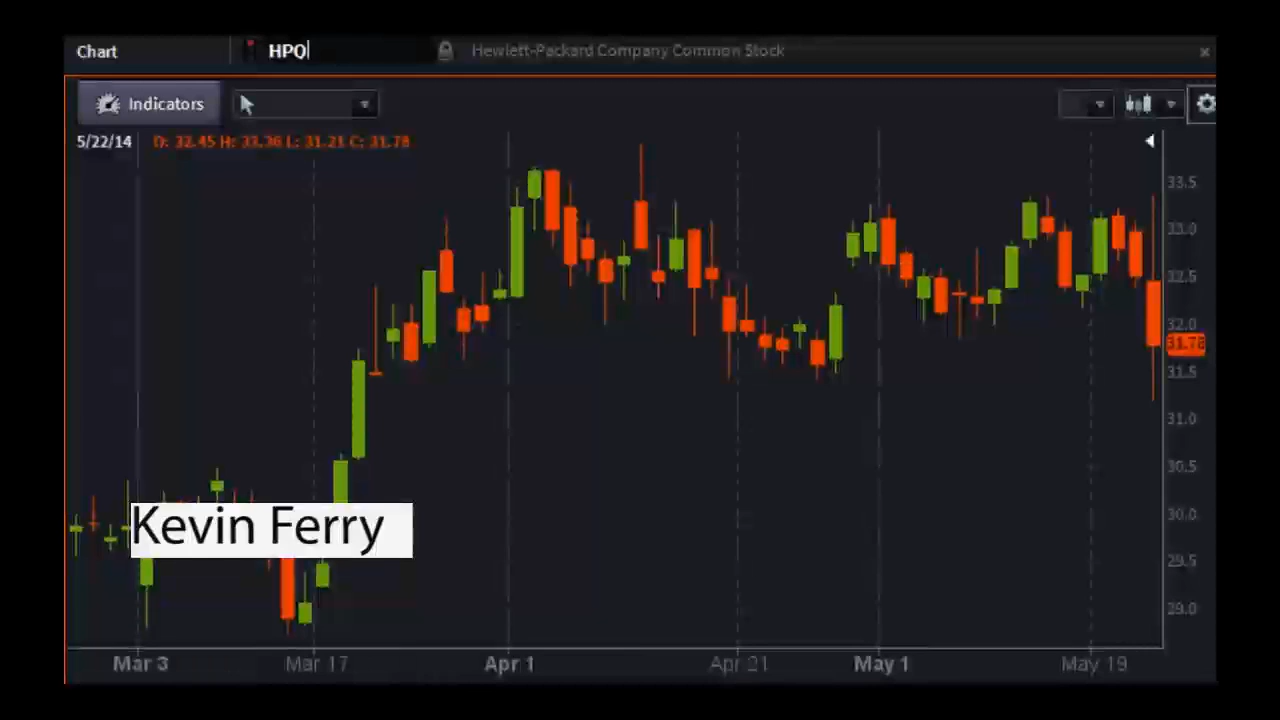 Chart HPQ Hewlett-Packard Company Common Stock ×
Indicators
5/22/14 O: 32.45 H: 33.36 L: 31.21 C: 31.78
33.5
33.0
32.5
32.0
31.78
31.5
31.0
30.5
30.0
Kevin Ferry
29.5
29.0
Mar 3 Mar 17 Apr 1 Apr 21 May 1 May 19